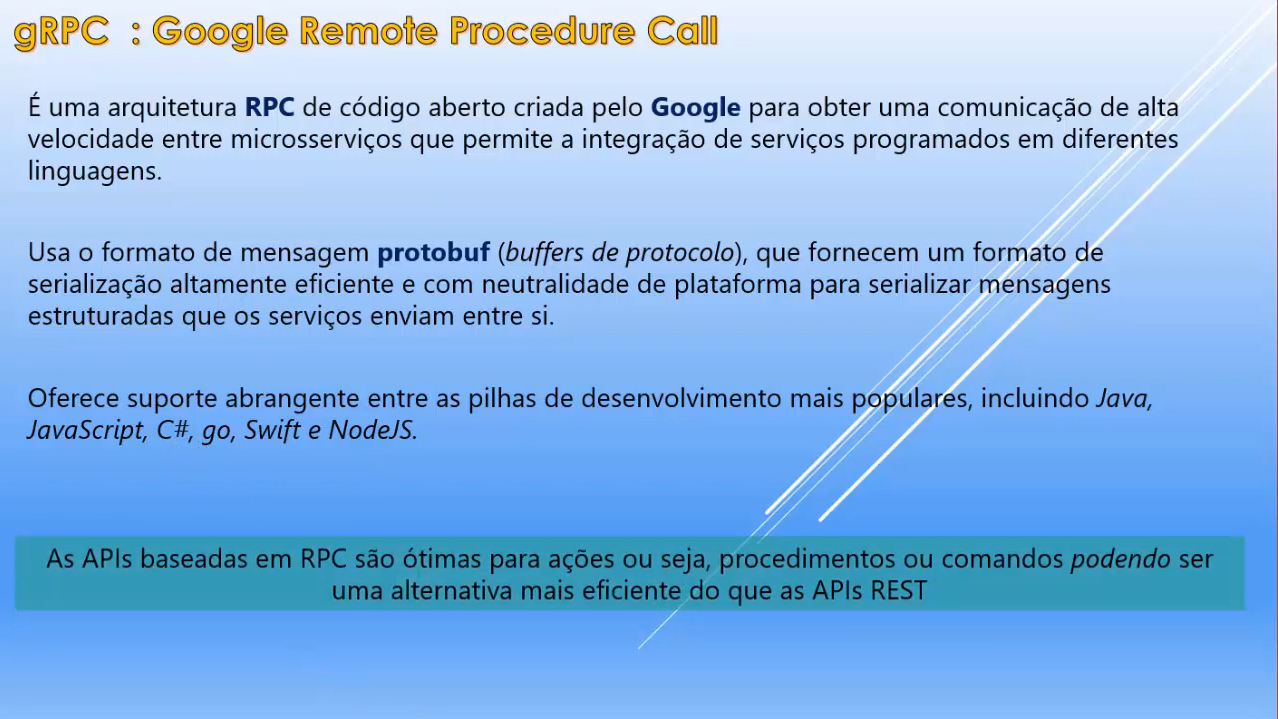 gRPC : Google Remote Procedure Call
É uma arquitetura RPC de código aberto criada pelo Google para obter uma comunicação de alta
velocidade entre microsserviços que permite a integração de serviços programados em diferentes
linguagens.
Usa o formato de mensagem protobuf (buffers de protocolo), que fornecem um formato de
serialização altamente eficiente e com neutralidade de plataforma para serializar mensagens
estruturadas que os serviços enviam entre si.
Oferece suporte abrangente entre as pilhas de desenvolvimento mais populares, incluindo Java,
JavaScript, C#, go, Swift e NodeJS.
As APIs baseadas em RPC são ótimas para ações ou seja, procedimentos ou comandos podendo ser
uma alternativa mais eficiente do que as APIs REST